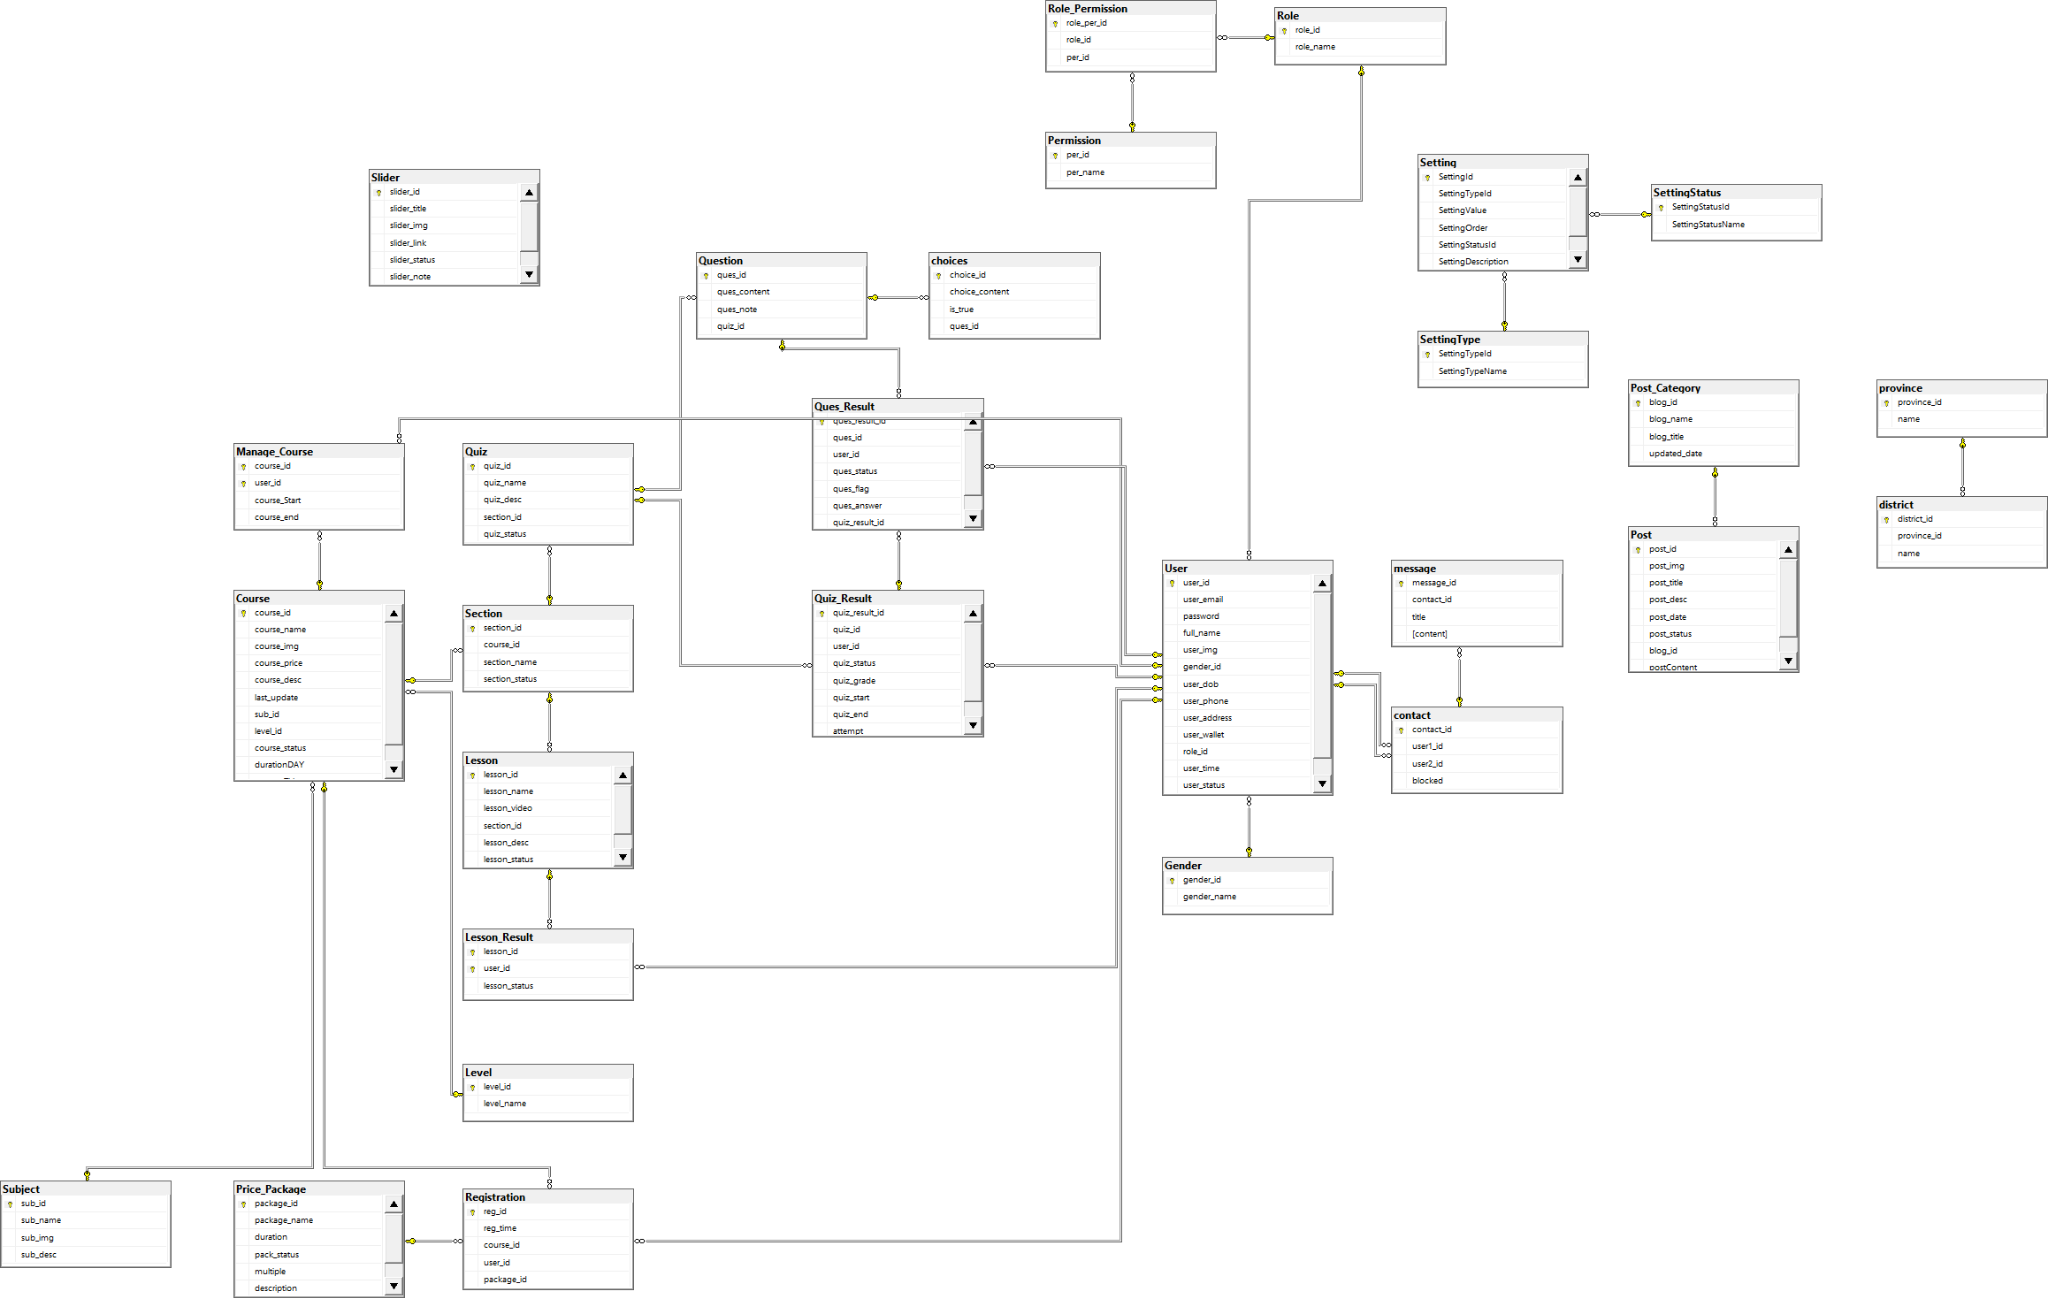 Role_Permission
role_per_id
role_id
per_id
Role
role_id
role_name
Permission
per_id
per_name
Setting
SettingId
SettingTypeId
SettingValue
SettingOrder
SettingStatusId
SettingDescription
SettingStatus
SettingStatusId
SettingStatusName
Slider
slider_id
slider_title
slider_img
slider_link
slider_status
slider_note
Question
ques_id
ques_content
ques_note
quiz_id
choices
choice_id
choice_content
is_true
ques_id
SettingType
SettingTypeId
SettingTypeName
Post_Category
blog_id
blog_name
blog_title
updated_date
province
province_id
name
Ques_Result
ques_result_id
ques_id
user_id
ques_status
ques_flag
ques_answer
quiz_result_id
Manage_Course
course_id
user_id
course_Start
course_end
Quiz
quiz_id
quiz_name
quiz_desc
section_id
quiz_status
district
district_id
province_id
name
Post
post_id
post_img
post_title
post_desc
post_date
post_status
blog_id
postContent
User
user_id
user_email
password
full_name
user_img
gender_id
user_dob
user_phone
user_address
user_wallet
role_id
user_time
user_status
message
message_id
contact_id
title
[content]
Course
course_id
course_name
course_img
course_price
course_desc
last_update
sub_id
level_id
course_status
durationDAY
Section
section_id
course_id
section_name
section_status
Quiz_Result
quiz_result_id
quiz_id
user_id
quiz_status
quiz_grade
quiz_start
quiz_end
attempt
contact
contact_id
user1_id
user2_id
blocked
Lesson
lesson_id
lesson_name
lesson_video
section_id
lesson_desc
lesson_status
Gender
gender_id
gender_name
Lesson_Result
lesson_id
user_id
lesson_status
Level
level_id
level_name
Subject
sub_id
sub_name
sub_img
sub_desc
Price_Package
package_id
package_name
duration
pack_status
multiple
description
Registration
reg_id
reg_time
course_id
user_id
package_id